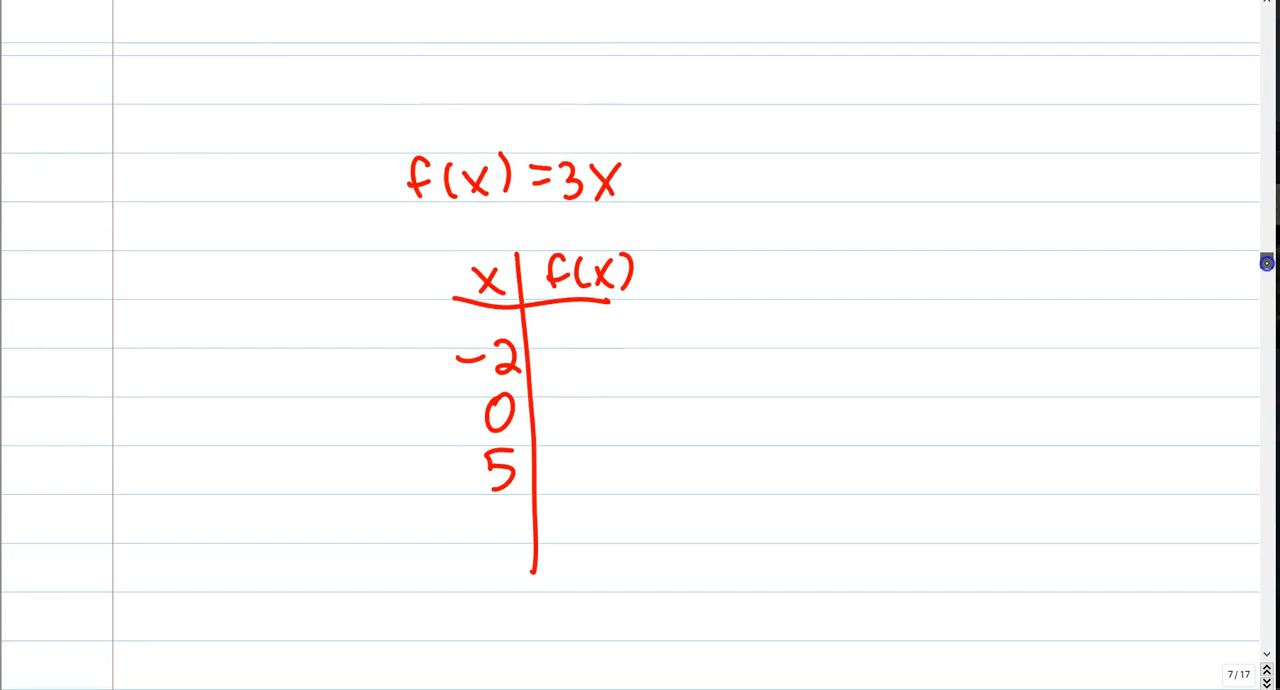 f(x) = 3x
x f(x)
-2
0
5
7 / 17